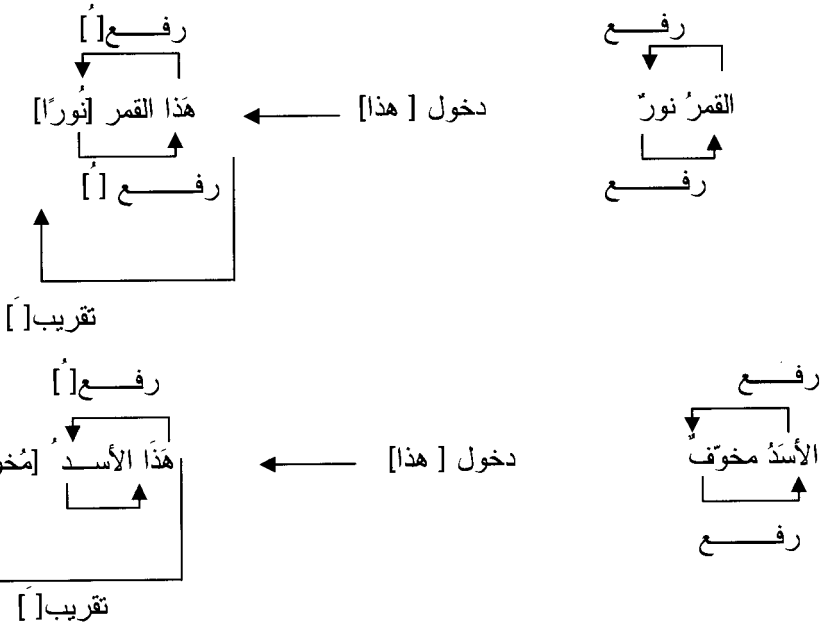 رفـــع رفـــع[ ُ]
القمرُ نورٌ دخول [ هذا] هَذا القمر [نُورًا]
رفـــع رفـــع [ ُ]
تقريب[ َ]
رفـــع رفـــع[ ُ]
الأسَدُ مخوّفٌ دخول [ هذا] هَذَا الأســد ُ
رفـــع
تقريب[ َ]